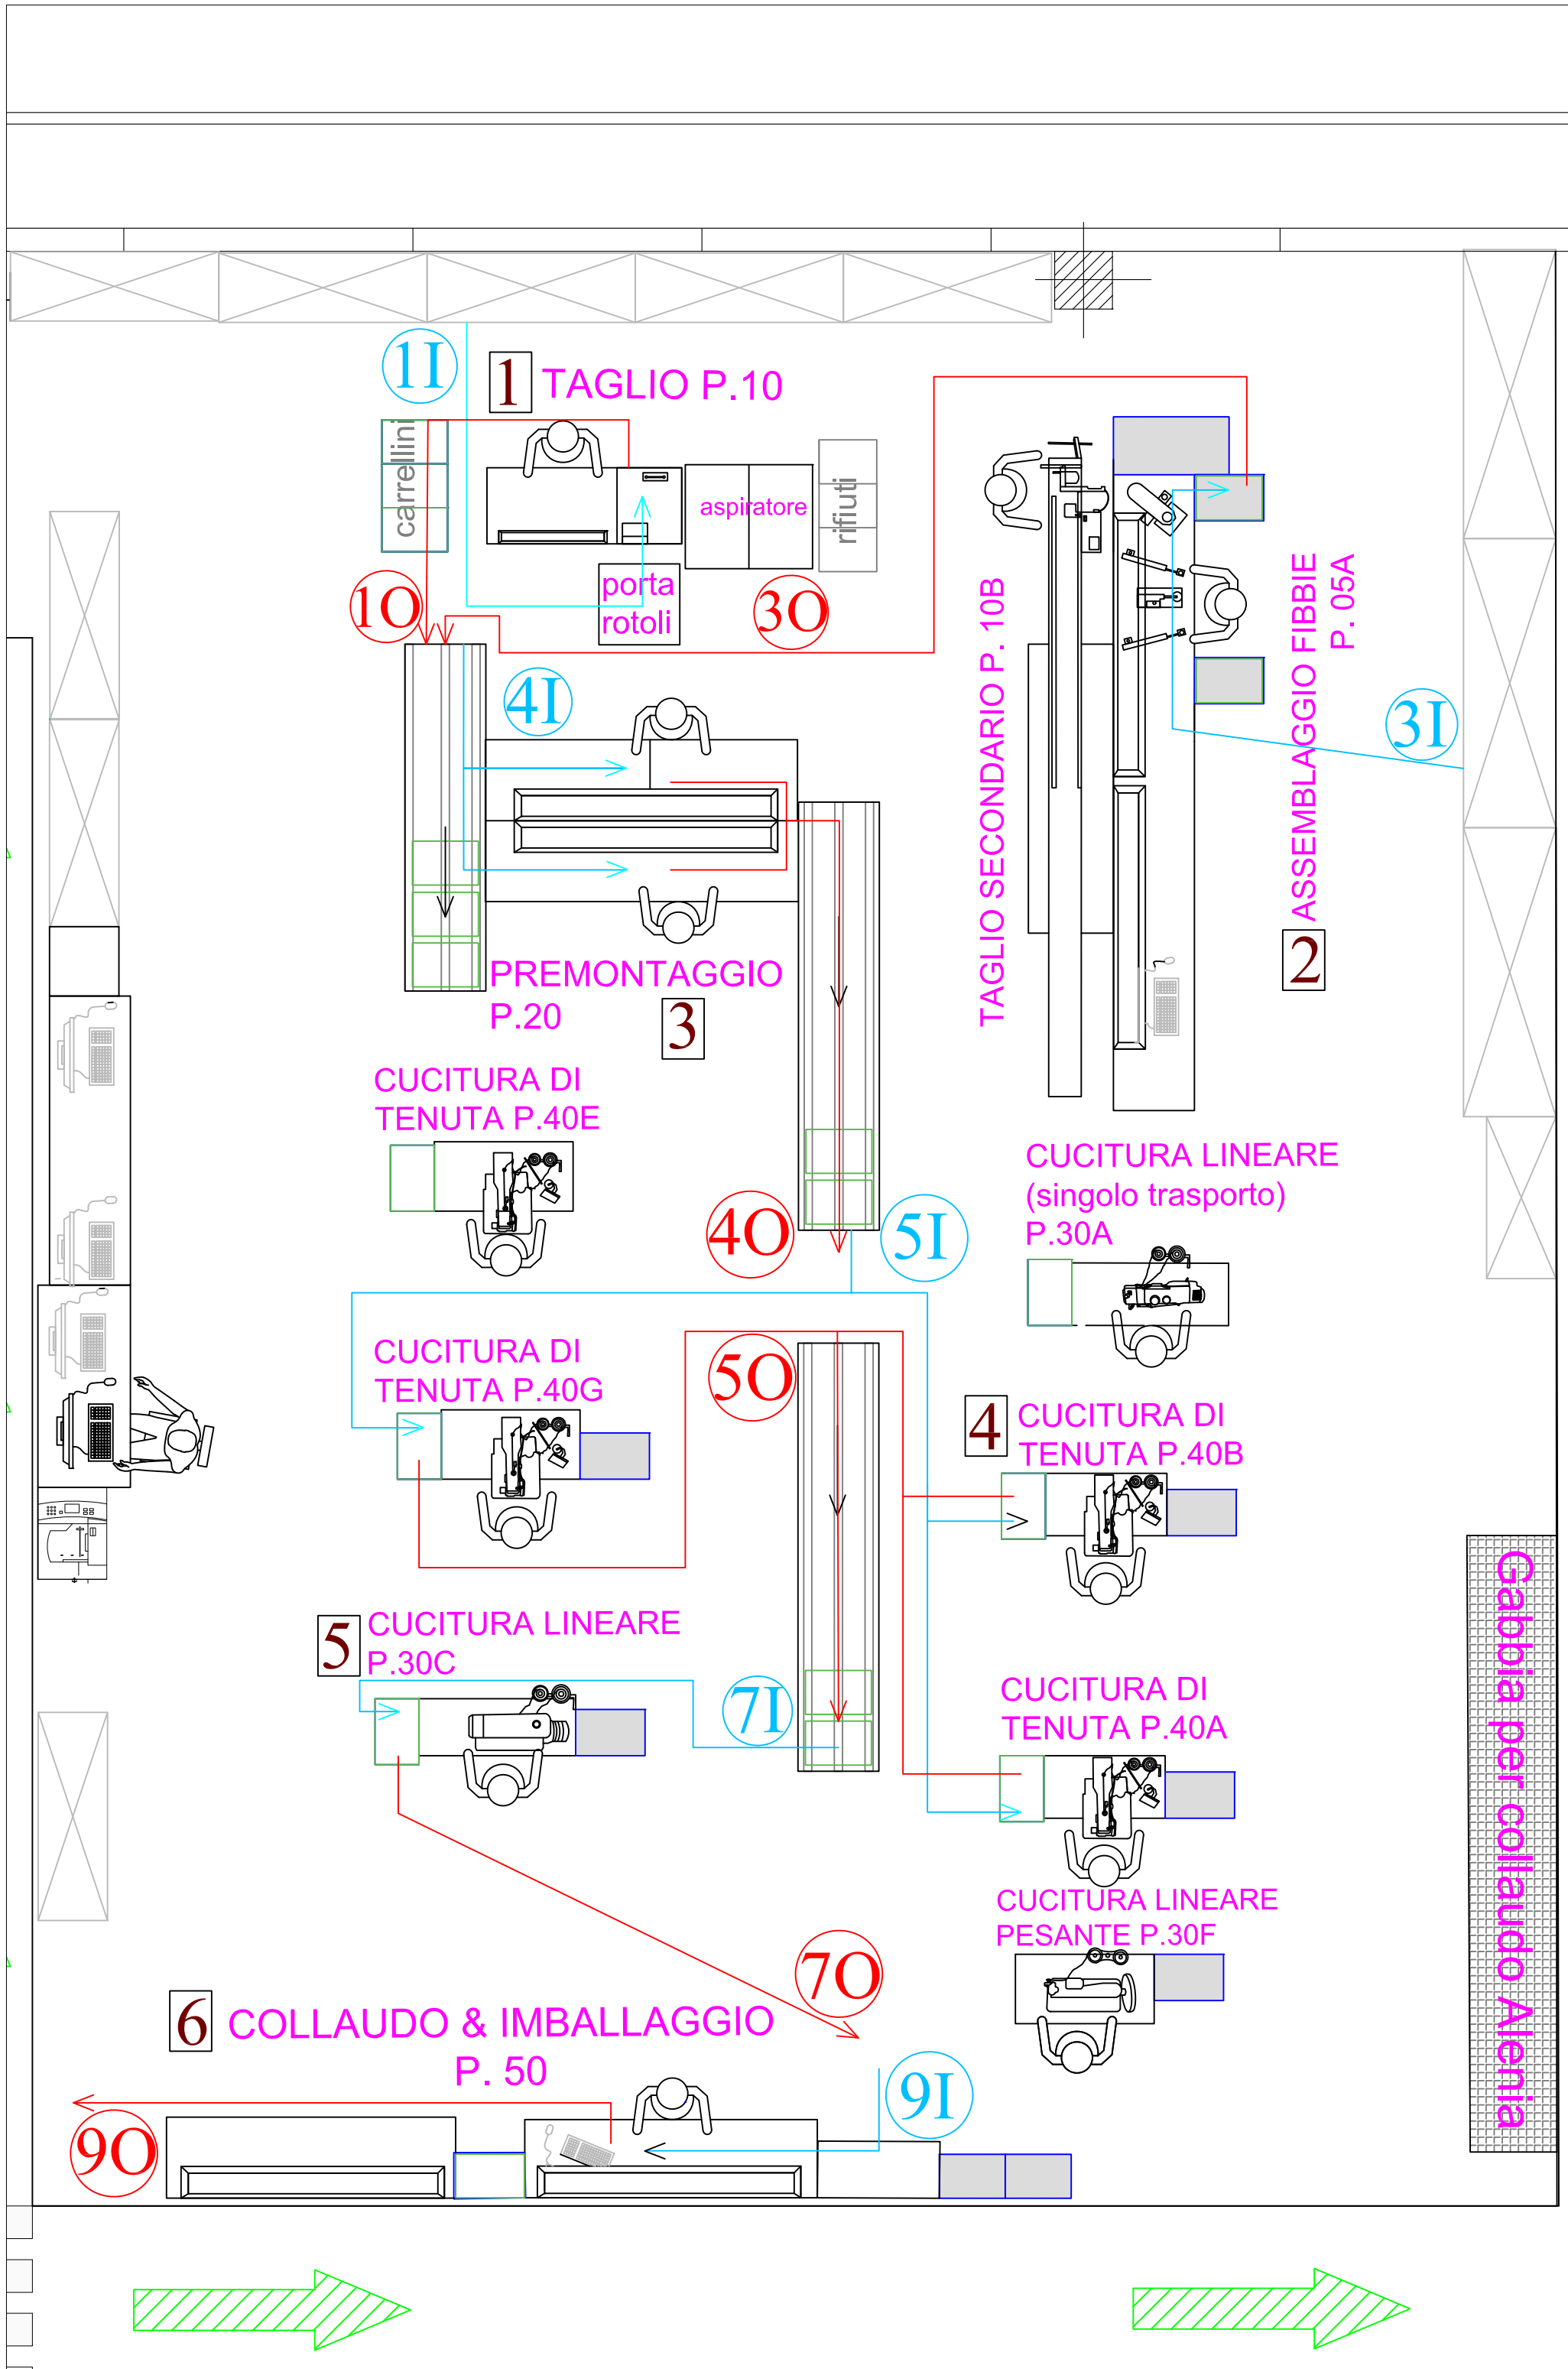 1I
1 TAGLIO P.10
carrellini
aspiratore
rifiuti
porta
rotoli
1O
3O
4I
TAGLIO SECONDARIO P. 10B
ASSEMBLAGGIO FIBBIE
P. 05A
2
3I
PREMONTAGGIO
P.20
3
CUCITURA DI
TENUTA P.40E
4O
5I
CUCITURA LINEARE
(singolo trasporto)
P.30A
CUCITURA DI
TENUTA P.40G
5O
4 CUCITURA DI
TENUTA P.40B
5 CUCITURA LINEARE
P.30C
7I
CUCITURA DI
TENUTA P.40A
Gabbia per collaudo Alenia
CUCITURA LINEARE
PESANTE P.30F
7O
6 COLLAUDO & IMBALLAGGIO
P. 50
9I
9O